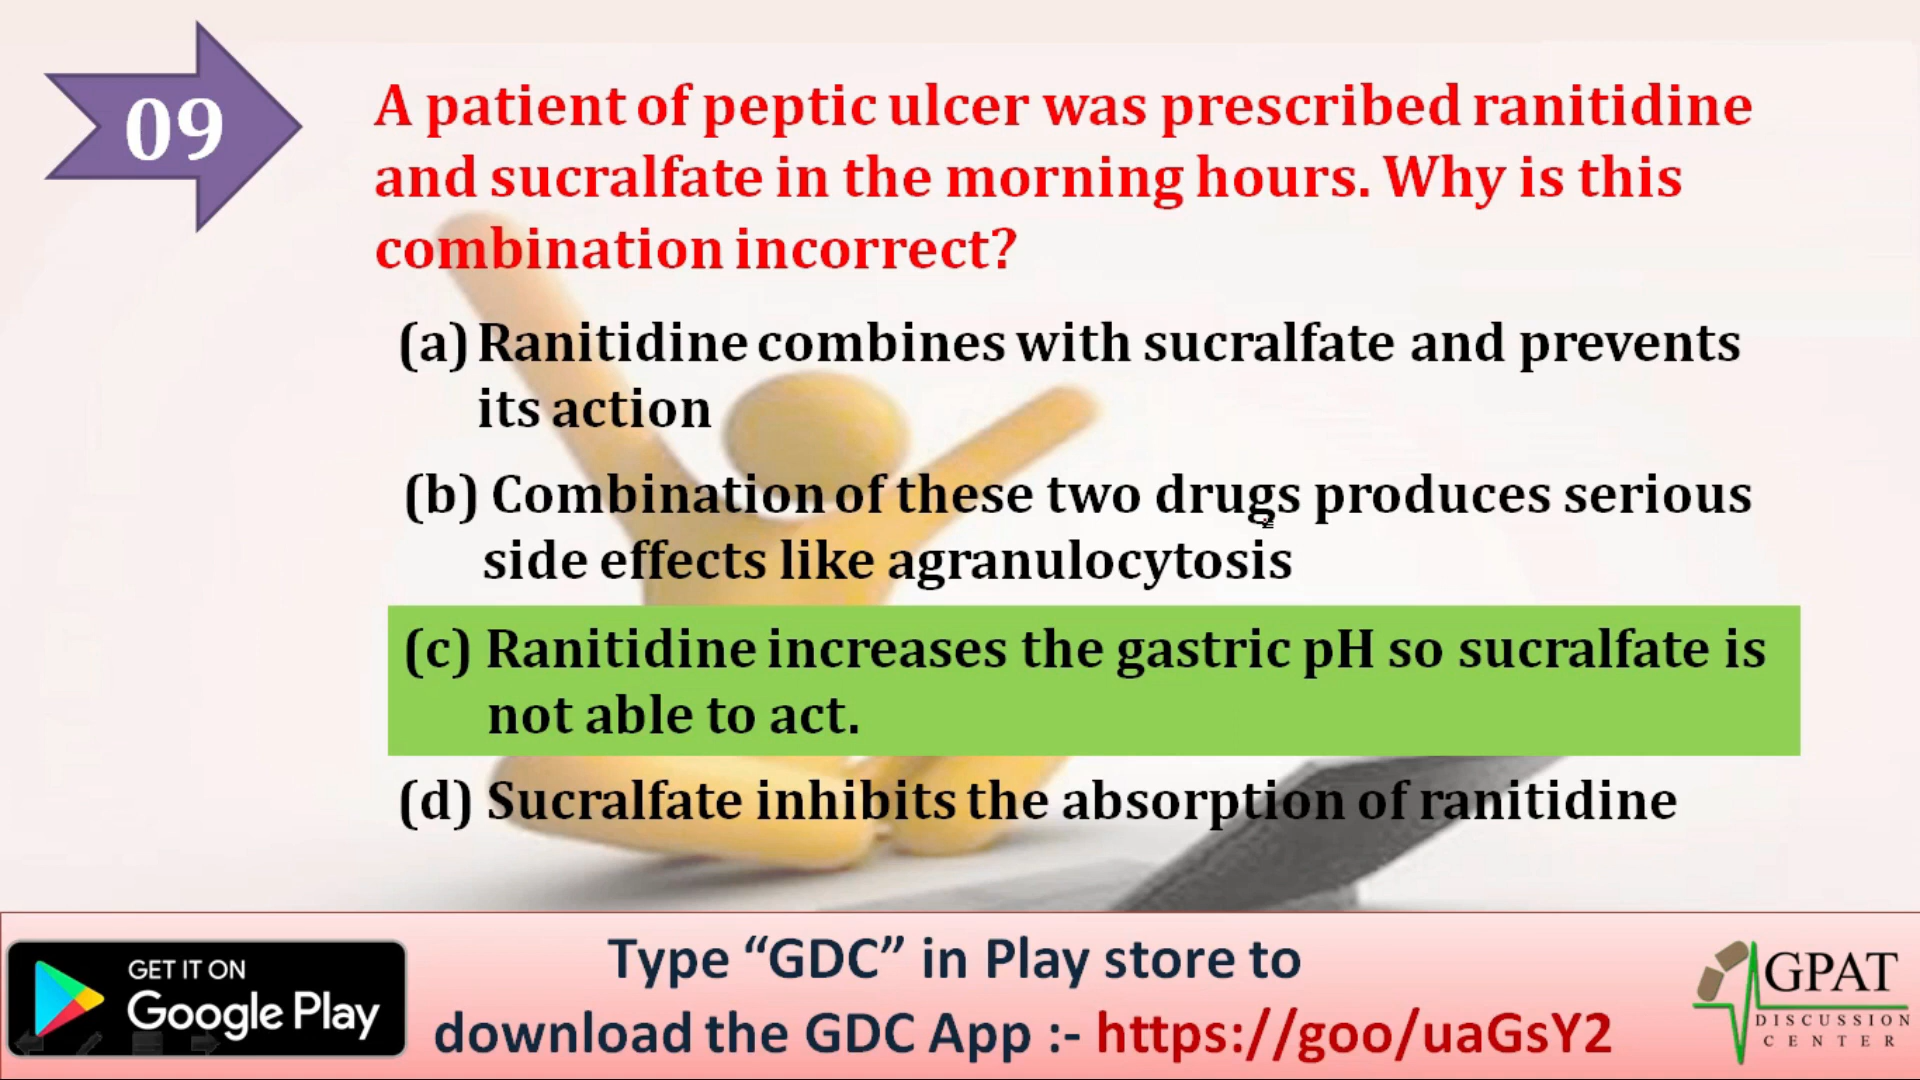 09
A patient of peptic ulcer was prescribed ranitidine
and sucralfate in the morning hours. Why is this
combination incorrect?
(a) Ranitidine combines with sucralfate and prevents
its action
(b) Combination of these two drugs produces serious
side effects like agranulocytosis
(c) Ranitidine increases the gastric pH so sucralfate is
not able to act.
(d) Sucralfate inhibits the absorption of ranitidine
GET IT ON
Google Play
Type “GDC” in Play store to
download the GDC App :- https://goo/uaGsY2
GPAT
DISCUSSION
CENTER